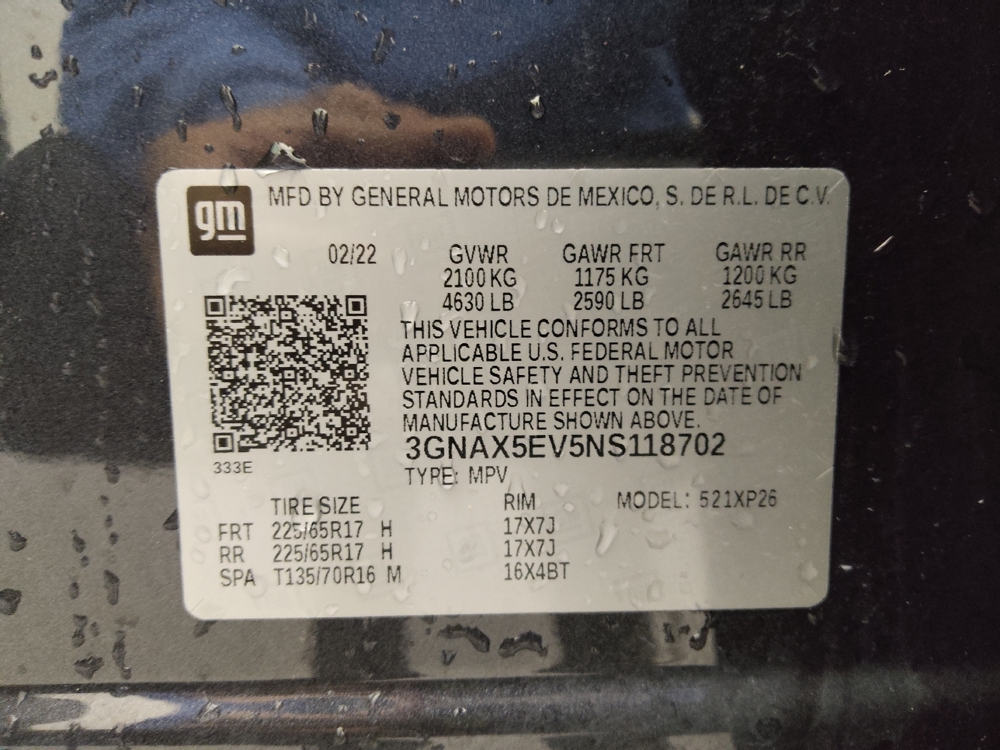 gm
MFD BY GENERAL MOTORS DE MEXICO, S. DE R.L. DE C.V.
02/22 GVWR GAWR FRT GAWR RR
2100 KG 1175 KG 1200 KG
4630 LB 2590 LB 2645 LB
THIS VEHICLE CONFORMS TO ALL
APPLICABLE U.S. FEDERAL MOTOR
VEHICLE SAFETY AND THEFT PREVENTION
STANDARDS IN EFFECT ON THE DATE OF
MANUFACTURE SHOWN ABOVE.
3GNAX5EV5NS118702
333E
TYPE: MPV
TIRE SIZE RIM MODEL: 521XP26
FRT 225/65R17 H 17X7J
RR 225/65R17 H 17X7J
SPA T135/70R16 M 16X4BT